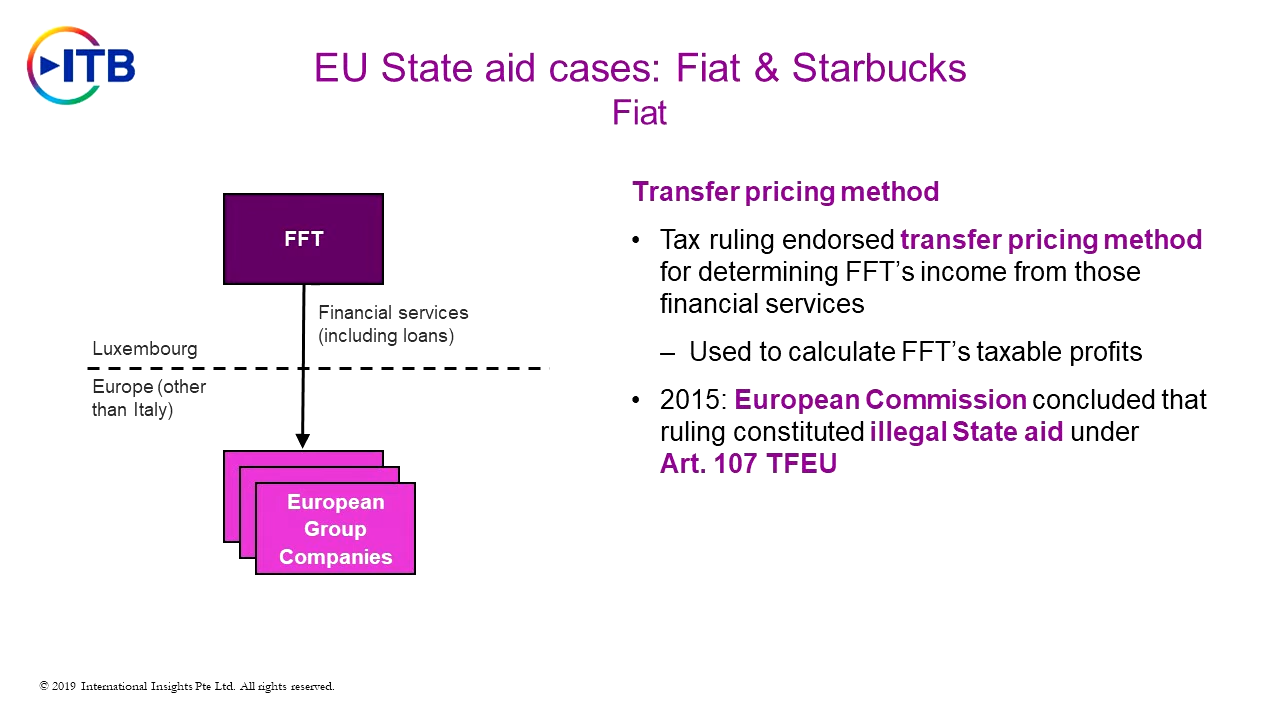 ITB
EU State aid cases: Fiat & Starbucks
Fiat
FFT
Financial services
(including loans)
Luxembourg
Europe (other
than Italy)
European
Group
Companies
Transfer pricing method
• Tax ruling endorsed transfer pricing method
for determining FFT’s income from those
financial services
– Used to calculate FFT’s taxable profits
• 2015: European Commission concluded that
ruling constituted illegal State aid under
Art. 107 TFEU
© 2019 International Insights Pte Ltd. All rights reserved.